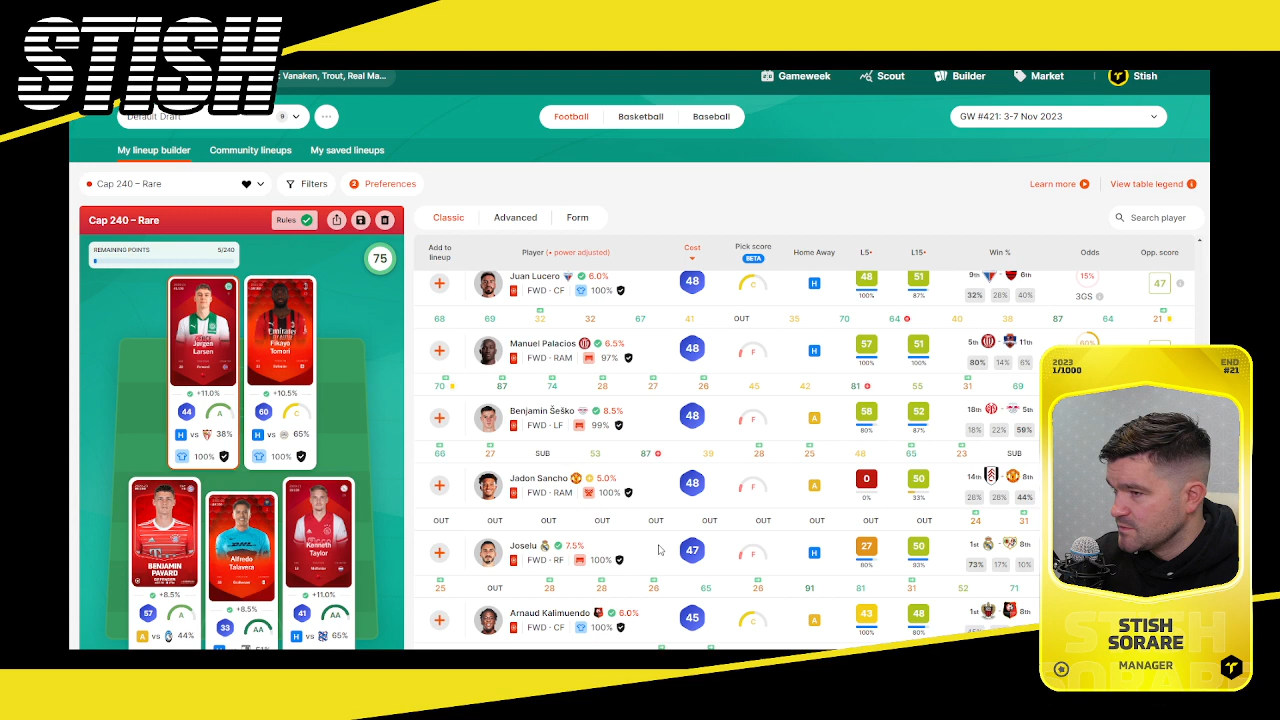 STISH
: Vanaken, Trout, Real Ma...
Gameweek
Scout
Builder
Market
Stish
Default Draft
9
Football
Basketball
Baseball
GW #421: 3-7 Nov 2023
My lineup builder
Community lineups
My saved lineups
Cap 240 – Rare
Filters
2 Preferences
Learn more
View table legend
Cap 240 – Rare
Rules
REMAINING POINTS
5/240
75
Jørgen
Larsen
+11.0%
44 A
H vs 38%
100%
Fikayo
Tomori
+10.5%
60 C
H vs 65%
100%
BENJAMIN
PAVARD
+8.5%
57 A
A vs 44%
Alfredo
Talavera
+8.5%
33 AA
Kenneth
Taylor
+11.0%
41 AA
H vs 65%
Classic
Advanced
Form
Search player
Add to lineup
Player (• power adjusted)
Cost
Pick score
BETA
Home Away
L5•
L15•
Win %
Odds
Opp. score
Juan Lucero 6.0%
FWD · CF 100%
48 C H 48 100% 51 87% 9th 6th 32% 28% 40% 15% 3GS 47
68 69 32 32 67 41 OUT 35 70 64 40 38 87 64 21
Manuel Palacios 6.5%
FWD · RAM 97%
48 F H 57 100% 51 100% 5th 11th 80% 14% 6% 60%
70 87 74 28 27 26 45 42 81 55 31 69
Benjamin Šeško 8.5%
FWD · LF 99%
48 F A 58 80% 52 87% 18th 5th 18% 22% 59%
66 27 SUB 53 87 39 28 25 48 65 23 SUB
Jadon Sancho 5.0%
FWD · RAM 100%
48 F A 0 0% 50 33% 14th 8th 28% 28% 44%
OUT OUT OUT OUT OUT OUT OUT OUT OUT OUT 24 31
Joselu 7.5%
FWD · RF 100%
47 F H 27 80% 50 93% 1st 8th 73% 17% 10%
25 OUT 28 28 26 65 26 91 81 31 52 71
Arnaud Kalimuendo 6.0%
FWD · CF 100%
45 C A 43 100% 48 80% 1st 8th
2023
1/1000
END
#21
STISH
SORARE
MANAGER